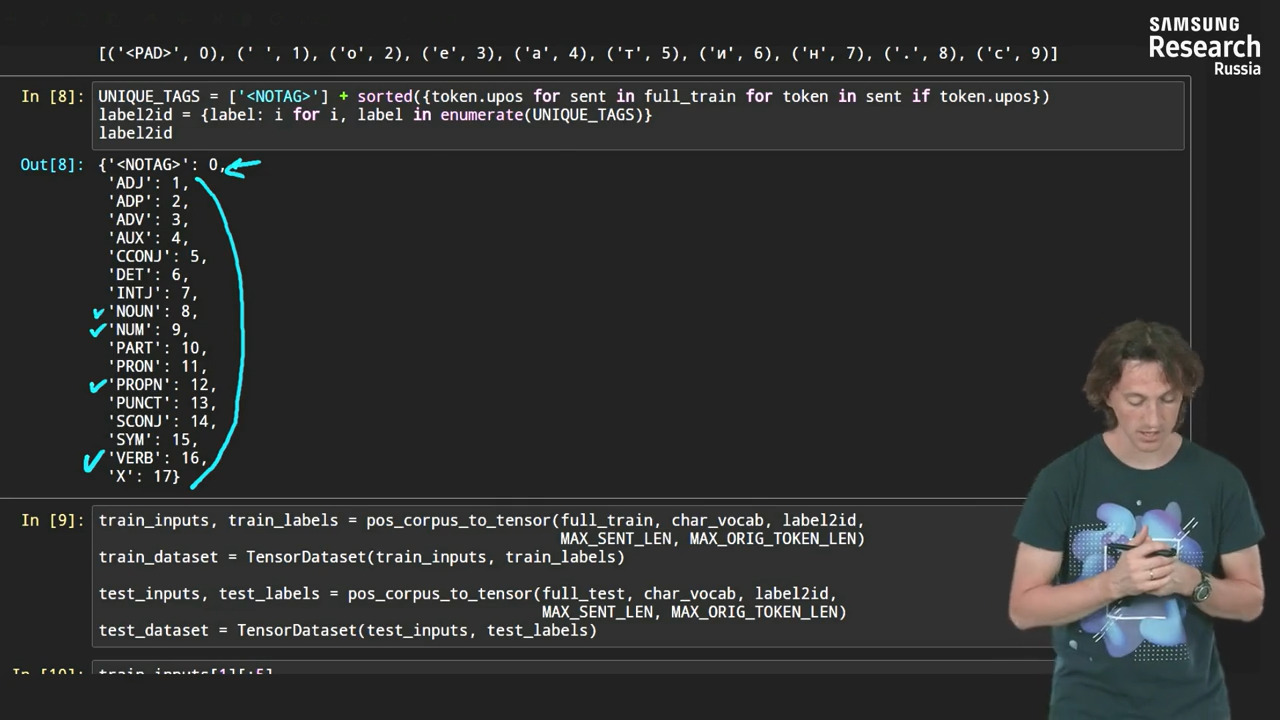 SAMSUNG
Research
Russia
[('<PAD>', 0), (' ', 1), ('о', 2), ('е', 3), ('а', 4), ('т', 5), ('и', 6), ('н', 7), ('.', 8), ('с', 9)]
In [8]: UNIQUE_TAGS = ['<NOTAG>'] + sorted({token.upos for sent in full_train for token in sent if token.upos})
label2id = {label: i for i, label in enumerate(UNIQUE_TAGS)}
label2id
Out[8]: {'<NOTAG>': 0,
'ADJ': 1,
'ADP': 2,
'ADV': 3,
'AUX': 4,
'CCONJ': 5,
'DET': 6,
'INTJ': 7,
'NOUN': 8,
'NUM': 9,
'PART': 10,
'PRON': 11,
'PROPN': 12,
'PUNCT': 13,
'SCONJ': 14,
'SYM': 15,
'VERB': 16,
'X': 17}
In [9]: train_inputs, train_labels = pos_corpus_to_tensor(full_train, char_vocab, label2id,
MAX_SENT_LEN, MAX_ORIG_TOKEN_LEN)
train_dataset = TensorDataset(train_inputs, train_labels)
test_inputs, test_labels = pos_corpus_to_tensor(full_test, char_vocab, label2id,
MAX_SENT_LEN, MAX_ORIG_TOKEN_LEN)
test_dataset = TensorDataset(test_inputs, test_labels)
In [10]: train_inputs[1][:5]